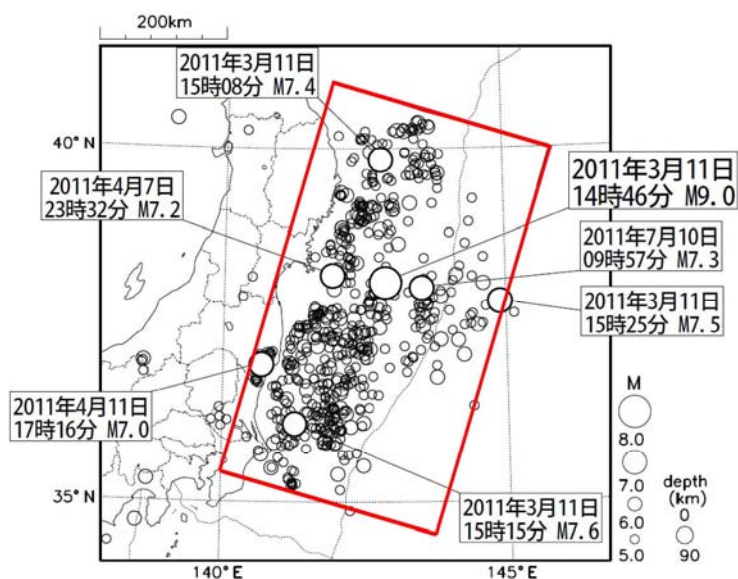 200km
2011年3月11日
15時08分 M7.4
40°N
2011年3月11日
14時46分 M9.0
2011年4月7日
23時32分 M7.2
2011年7月10日
09時57分 M7.3
2011年3月11日
15時25分 M7.5
2011年4月11日
17時16分 M7.0
M
8.0
7.0
6.0
5.0
depth
(km)
0
90
35°N
2011年3月11日
15時15分 M7.6
140°E
145°E